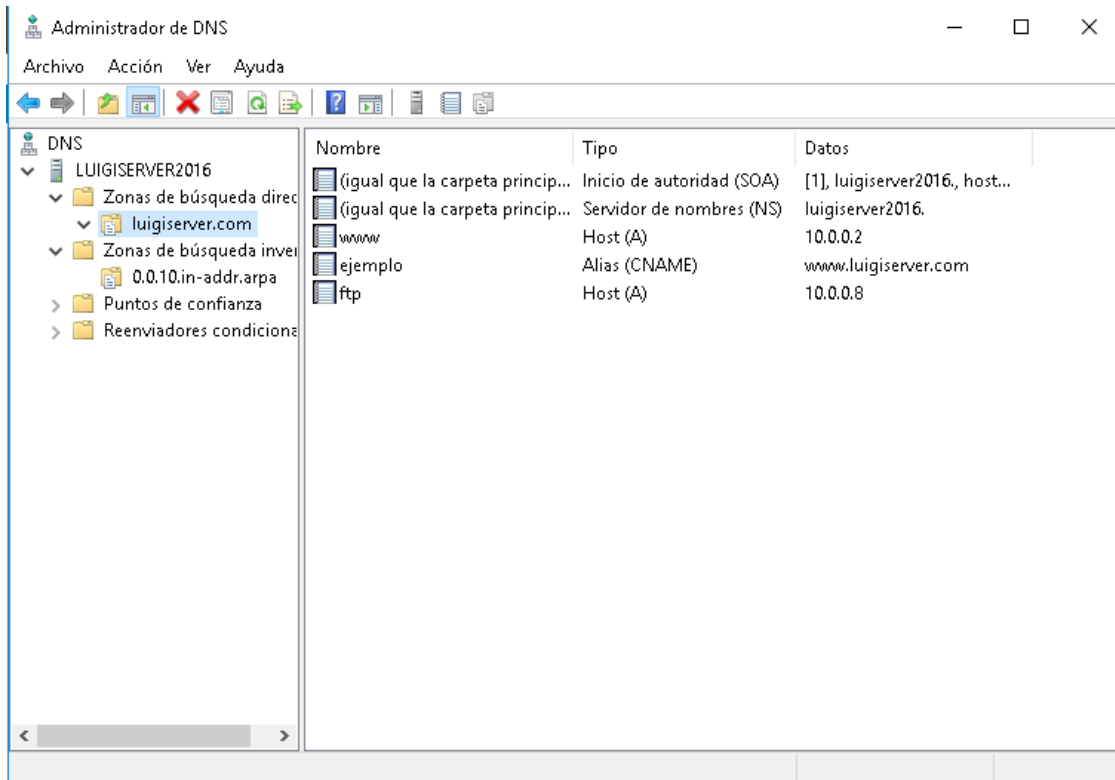 Administrador de DNS
Archivo Acción Ver Ayuda
DNS
LUIGISERVER2016
Zonas de búsqueda direc
luigiserver.com
Zonas de búsqueda inver
0.0.10.in-addr.arpa
Puntos de confianza
Reenviadores condiciona
Nombre Tipo Datos
(igual que la carpeta princip... Inicio de autoridad (SOA) [1], luigiserver2016., host...
(igual que la carpeta princip... Servidor de nombres (NS) luigiserver2016.
www Host (A) 10.0.0.2
ejemplo Alias (CNAME) www.luigiserver.com
ftp Host (A) 10.0.0.8